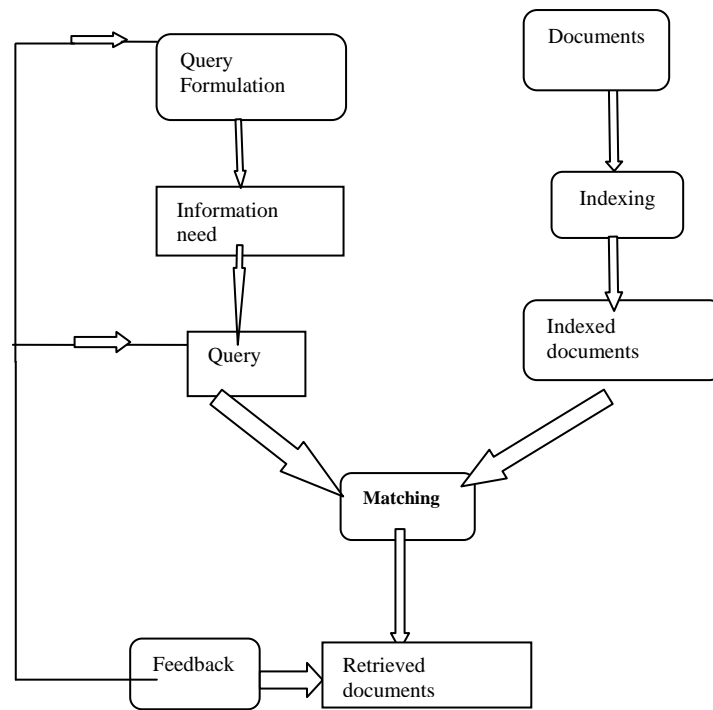 Query
Formulation
Documents
Information
need
Indexing
Query
Indexed
documents
Matching
Feedback
Retrieved
documents